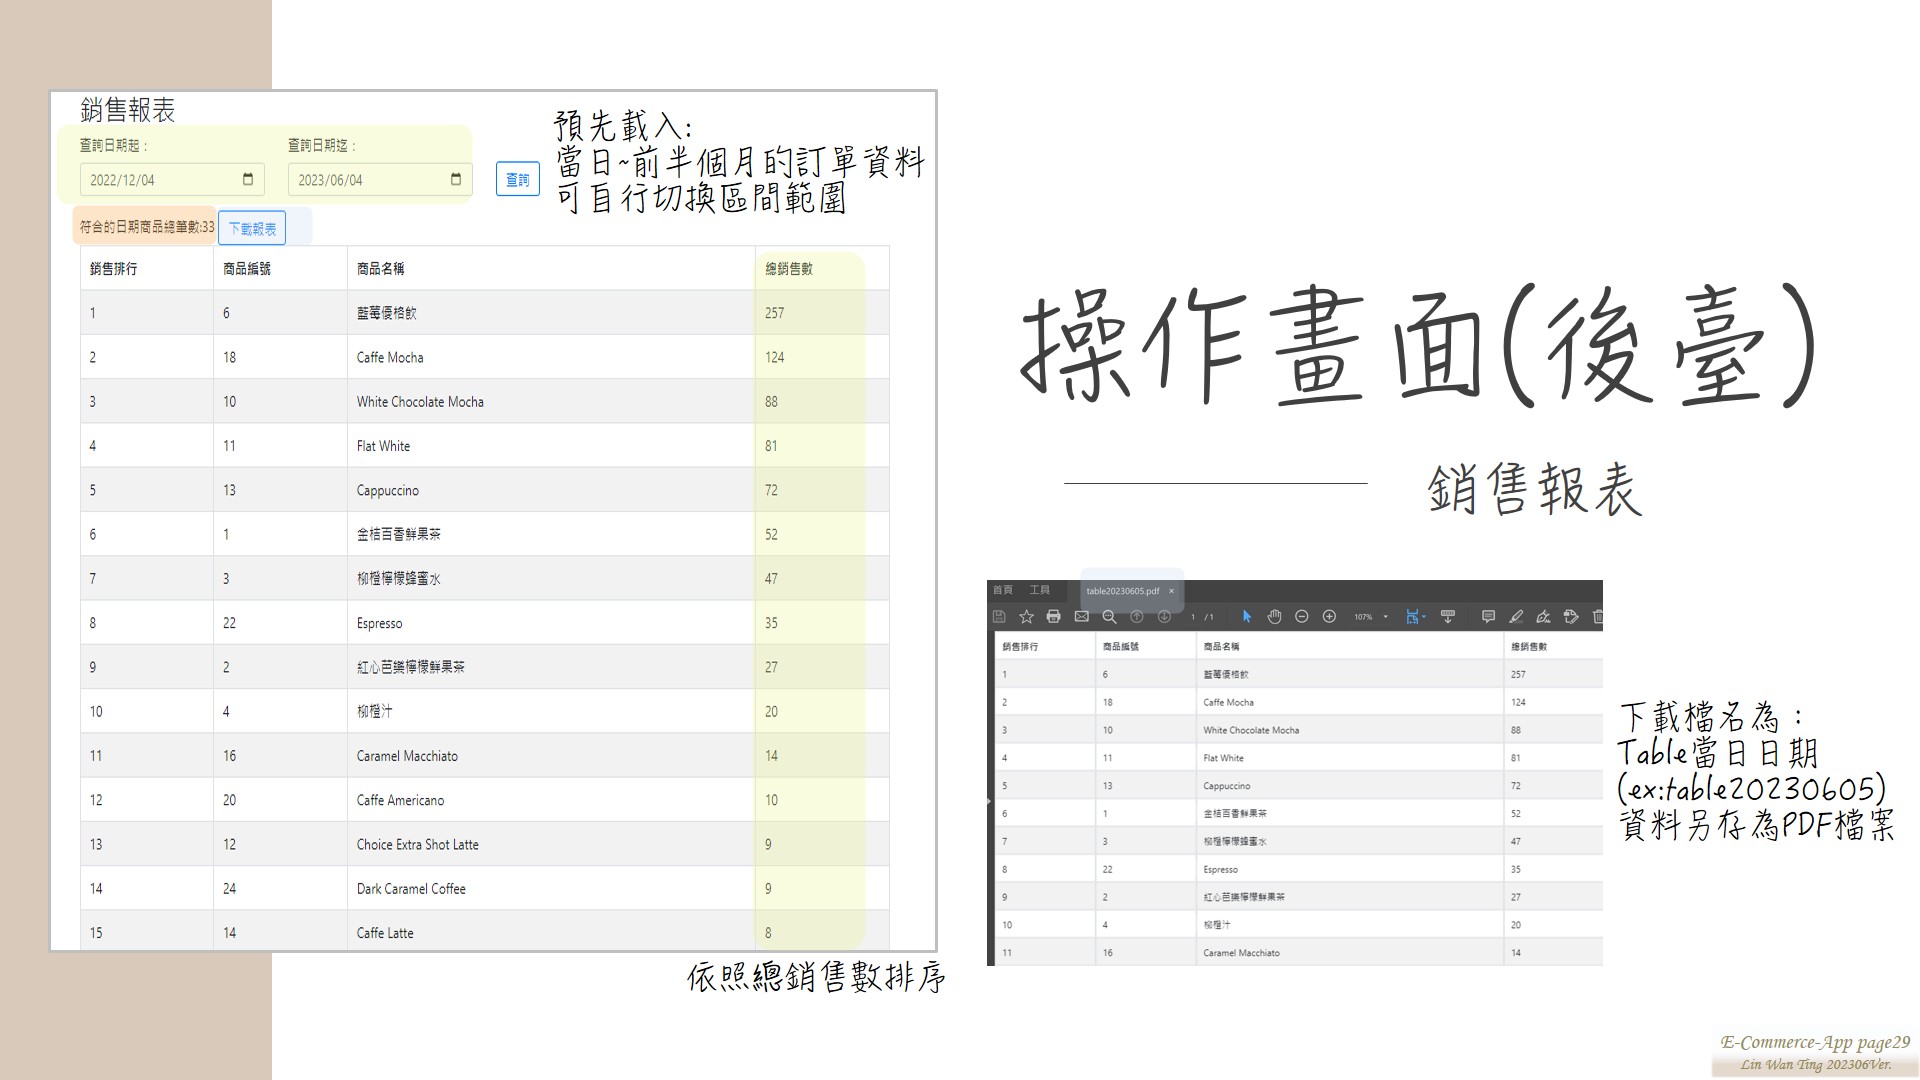 銷售報表
查詢日期起：
查詢日期迄：
2022/12/04
2023/06/04
查詢
預先載入:
當日~前半個月的訂單資料
可自行切換區間範圍
符合的日期商品總筆數:33
下載報表
銷售排行 商品編號 商品名稱 總銷售數
1 6 藍莓優格飲 257
2 18 Caffe Mocha 124
3 10 White Chocolate Mocha 88
4 11 Flat White 81
5 13 Cappuccino 72
6 1 金桔百香鮮果茶 52
7 3 柳橙檸檬蜂蜜水 47
8 22 Espresso 35
9 2 紅心芭樂檸檬鮮果茶 27
10 4 柳橙汁 20
11 16 Caramel Macchiato 14
12 20 Caffe Americano 10
13 12 Choice Extra Shot Latte 9
14 24 Dark Caramel Coffee 9
15 14 Caffe Latte 8
依照總銷售數排序
操作畫面(後臺)
銷售報表
首頁 工具 table20230605.pdf ×
1 / 1 107%
銷售排行 商品編號 商品名稱 總銷售數
1 6 藍莓優格飲 257
2 18 Caffe Mocha 124
3 10 White Chocolate Mocha 88
4 11 Flat White 81
5 13 Cappuccino 72
6 1 金桔百香鮮果茶 52
7 3 柳橙檸檬蜂蜜水 47
8 22 Espresso 35
9 2 紅心芭樂檸檬鮮果茶 27
10 4 柳橙汁 20
11 16 Caramel Macchiato 14
下載檔名為：
Table當日日期
(ex:table20230605)
資料另存為PDF檔案
E-Commerce-App page29
Lin Wan Ting 202306Ver.